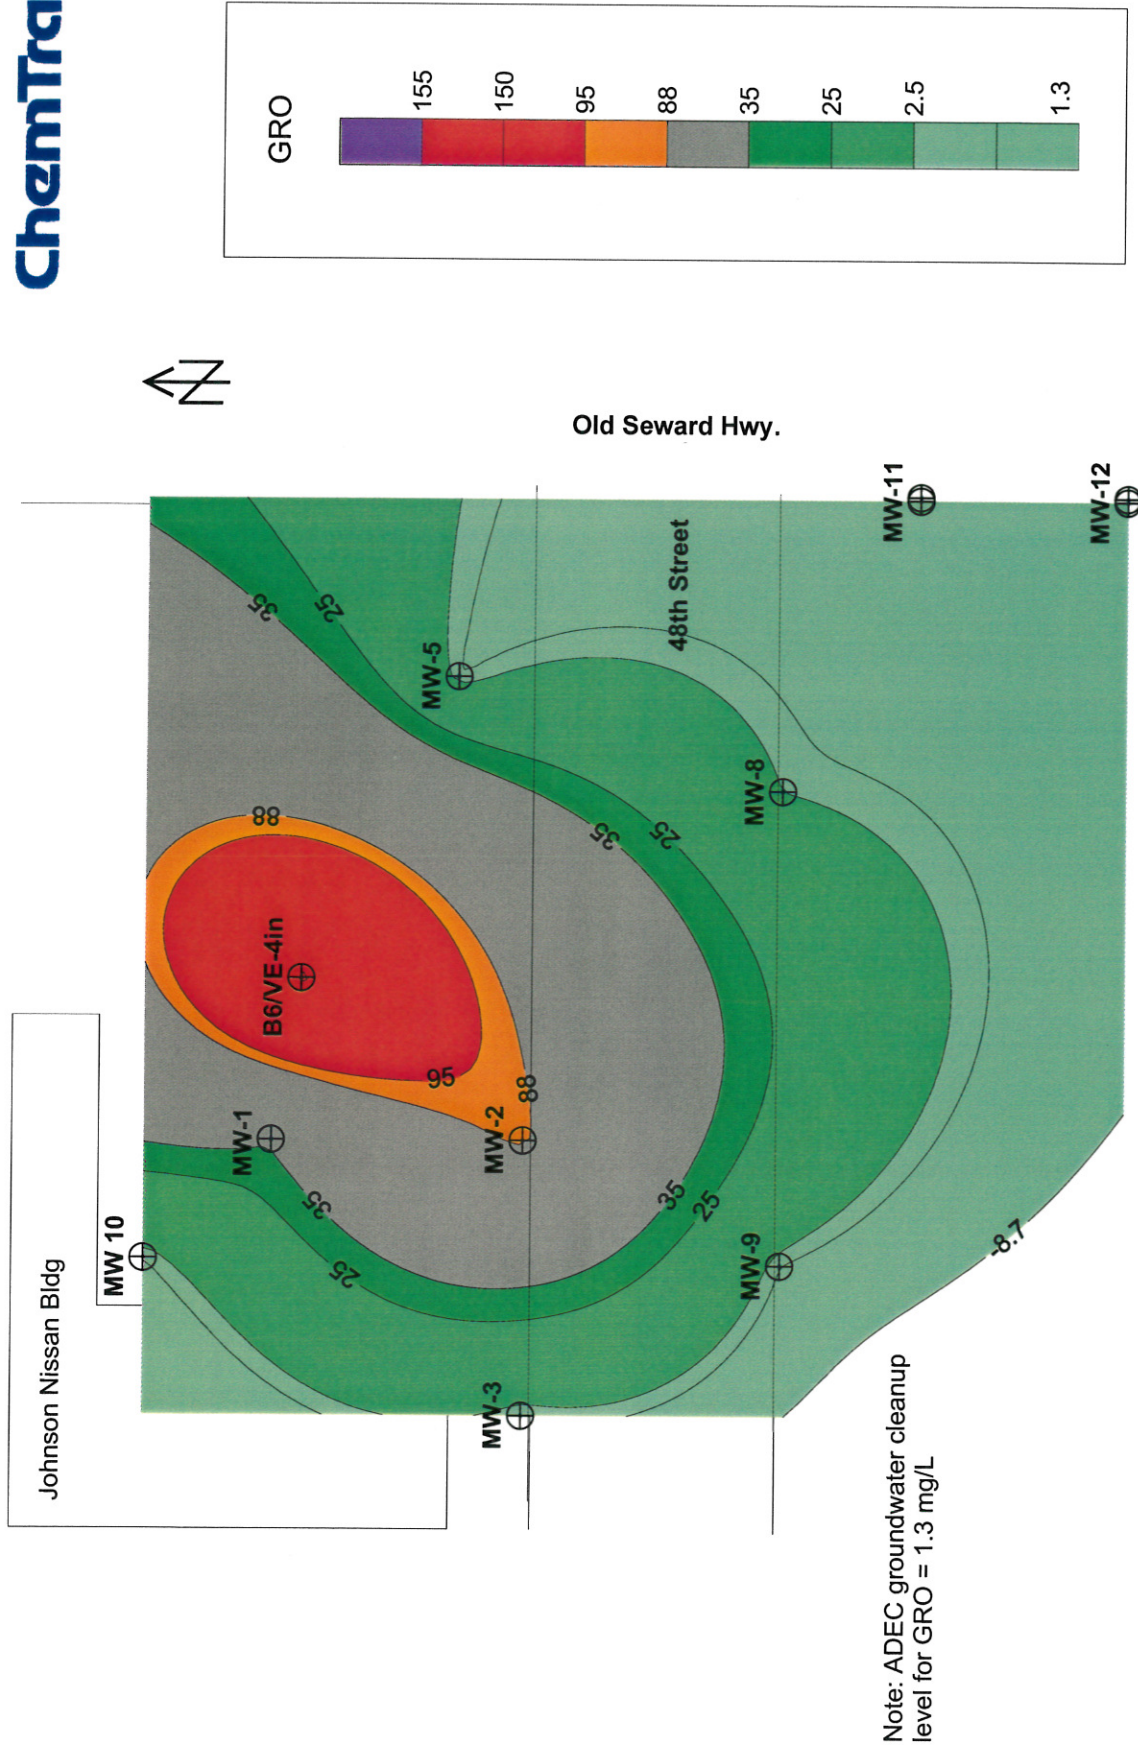 ChemTra
GRO
155
150
95
88
35
25
2.5
1.3
N
Old Seward Hwy.
Johnson Nissan Bldg
MW 10
MW-1
B6/VE-4in
MW-2
MW-3
MW-5
MW-8
MW-9
MW-11
MW-12
48th Street
35
25
88
95
88
35
25
35
25
35
25
-8.7
Note: ADEC groundwater cleanup
level for GRO = 1.3 mg/L